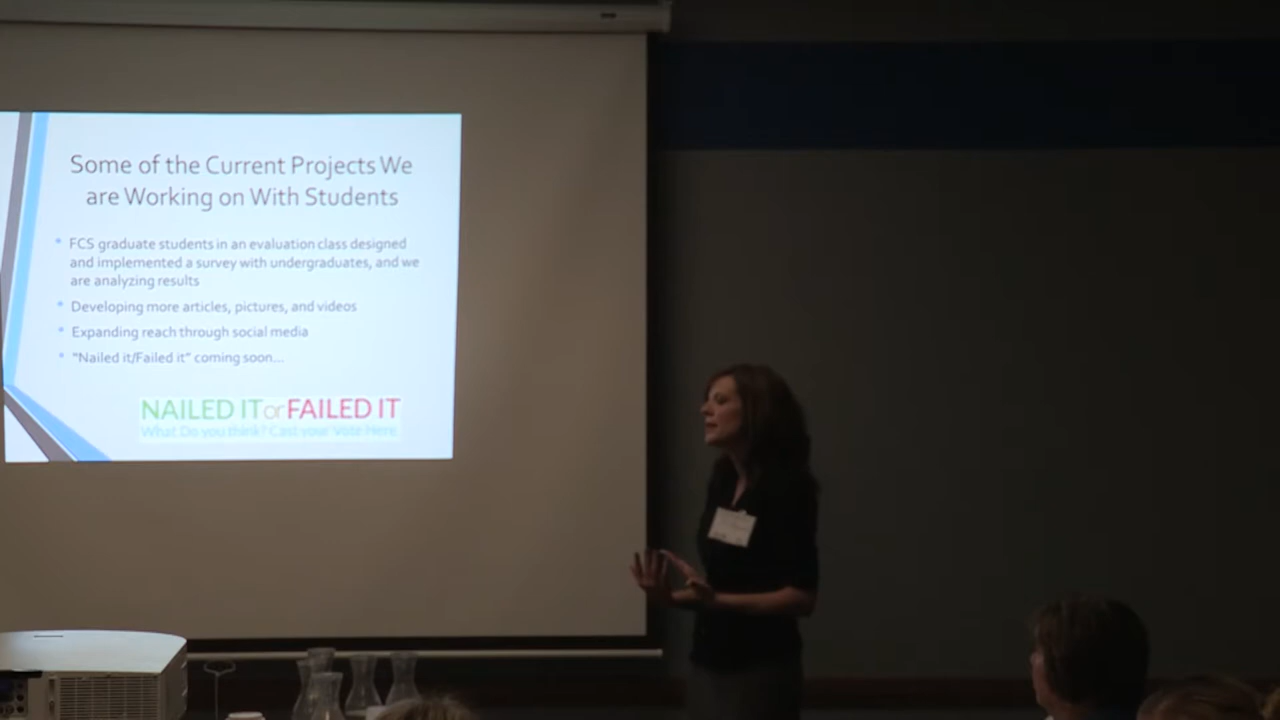 Some of the Current Projects We
are Working on With Students
• FCS graduate students in an evaluation class designed
and implemented a survey with undergraduates, and we
are analyzing results
• Developing more articles, pictures, and videos
• Expanding reach through social media
• "Nailed it/Failed it" coming soon...
NAILED IT or FAILED IT
What Do you think? Cast your Vote Here